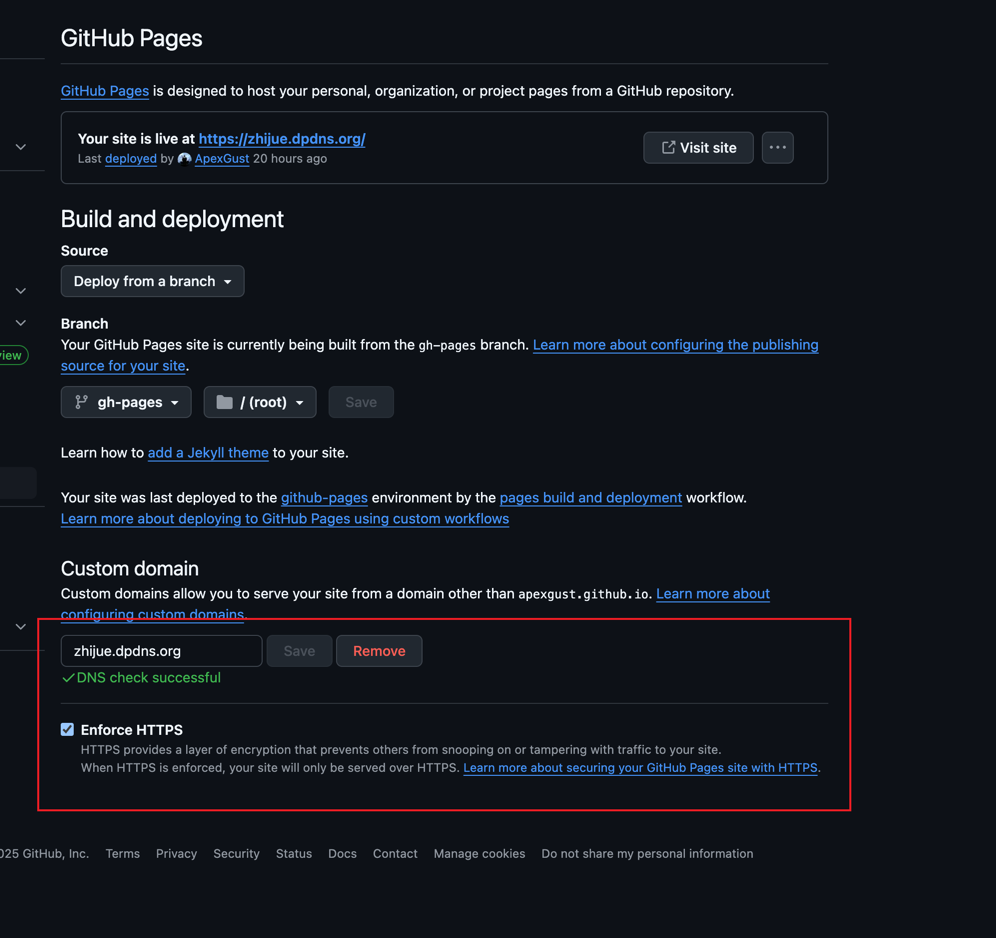 GitHub Pages
GitHub Pages is designed to host your personal, organization, or project pages from a GitHub repository.
Your site is live at https://zhijue.dpdns.org/
Last deployed by ApexGust 20 hours ago
Visit site
Build and deployment
Source
Deploy from a branch
Branch
Your GitHub Pages site is currently being built from the gh-pages branch. Learn more about configuring the publishing
source for your site.
view
gh-pages
/ (root)
Save
Learn how to add a Jekyll theme to your site.
Your site was last deployed to the github-pages environment by the pages build and deployment workflow.
Learn more about deploying to GitHub Pages using custom workflows
Custom domain
Custom domains allow you to serve your site from a domain other than apexgust.github.io. Learn more about
configuring custom domains.
zhijue.dpdns.org
Save
Remove
DNS check successful
Enforce HTTPS
HTTPS provides a layer of encryption that prevents others from snooping on or tampering with traffic to your site.
When HTTPS is enforced, your site will only be served over HTTPS. Learn more about securing your GitHub Pages site with HTTPS.
025 GitHub, Inc. Terms Privacy Security Status Docs Contact Manage cookies Do not share my personal information